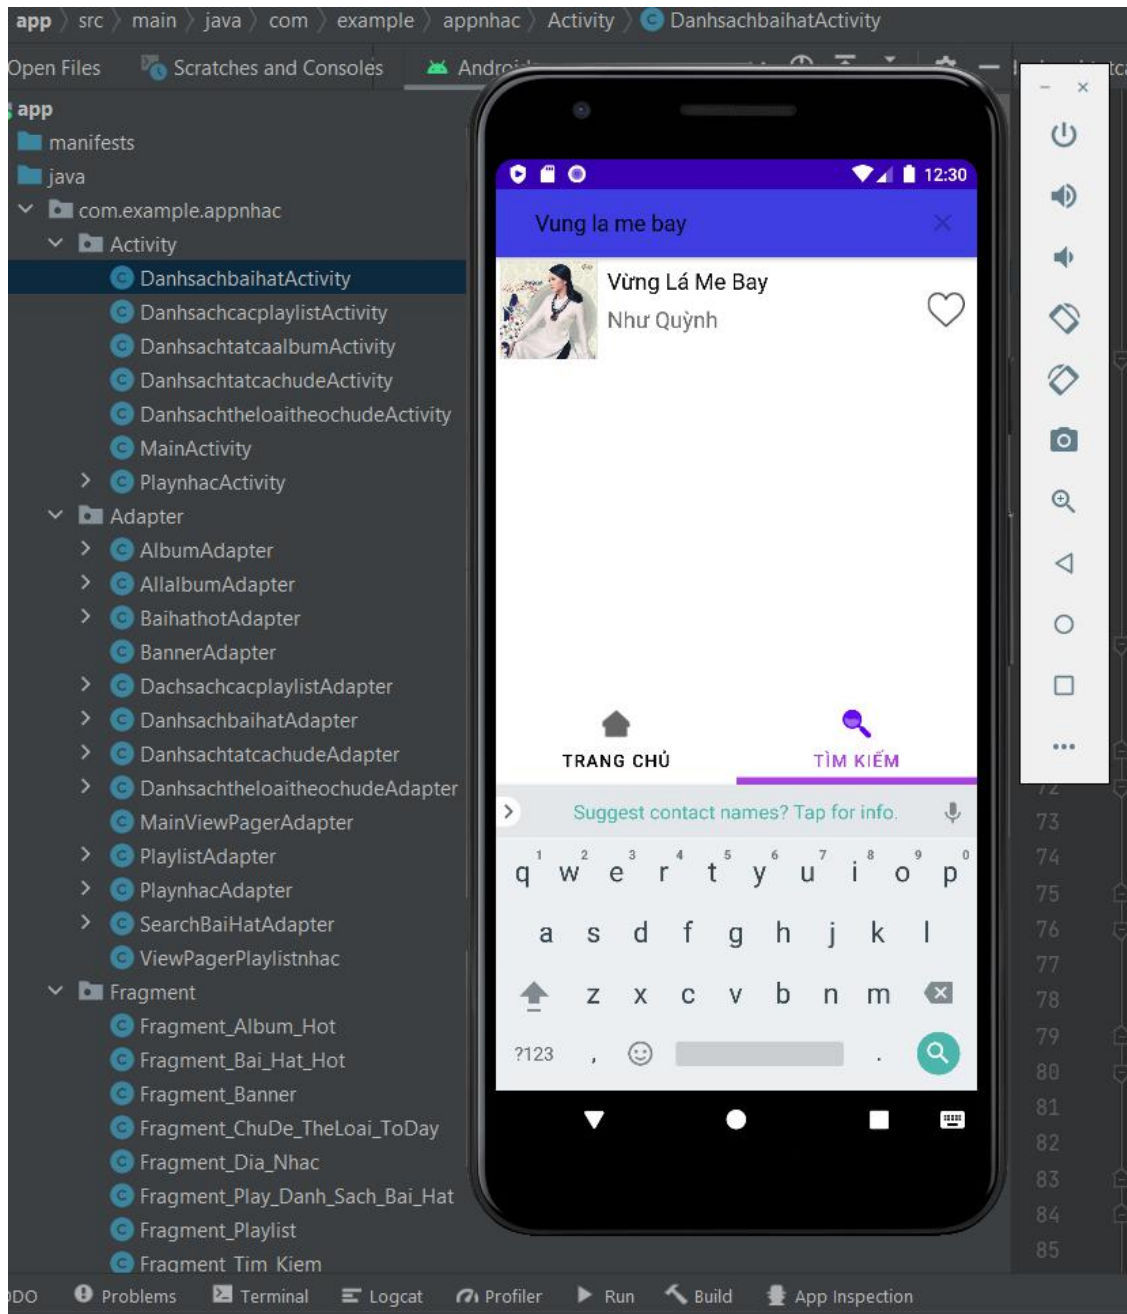 app 〉 src 〉 main 〉 java 〉 com 〉 example 〉 appnhac 〉 Activity 〉 DanhsachbaihatActivity
Open Files Scratches and Consoles
app
manifests
java
com.example.appnhac
Activity
DanhsachbaihatActivity
DanhsachcacplaylistActivity
DanhsachtatcaalbumActivity
DanhsachtatcachudeActivity
DanhsachtheloaitheochudeActivity
MainActivity
PlaynhacActivity
Adapter
AlbumAdapter
AllalbumAdapter
BaihathotAdapter
BannerAdapter
DachsachcacplaylistAdapter
DanhsachbaihatAdapter
DanhsachtatcachudeAdapter
DanhsachtheloaitheochudeAdapter
MainViewPagerAdapter
PlaylistAdapter
PlaynhacAdapter
SearchBaiHatAdapter
ViewPagerPlaylistnhac
Fragment
Fragment_Album_Hot
Fragment_Bai_Hat_Hot
Fragment_Banner
Fragment_ChuDe_TheLoai_ToDay
Fragment_Dia_Nhac
Fragment_Play_Danh_Sach_Bai_Hat
Fragment_Playlist
Fragment_Tim_Kiem
12:30
Vung la me bay
Vừng Lá Me Bay
Như Quỳnh
TRANG CHỦ TÌM KIẾM
Suggest contact names? Tap for info.
1 2 3 4 5 6 7 8 9 0
q w e r t y u i o p
a s d f g h j k l
z x c v b n m
?123 , .
72
73
74
75
76
77
78
79
80
81
82
83
84
85
Problems Terminal Logcat Profiler Run Build App Inspection